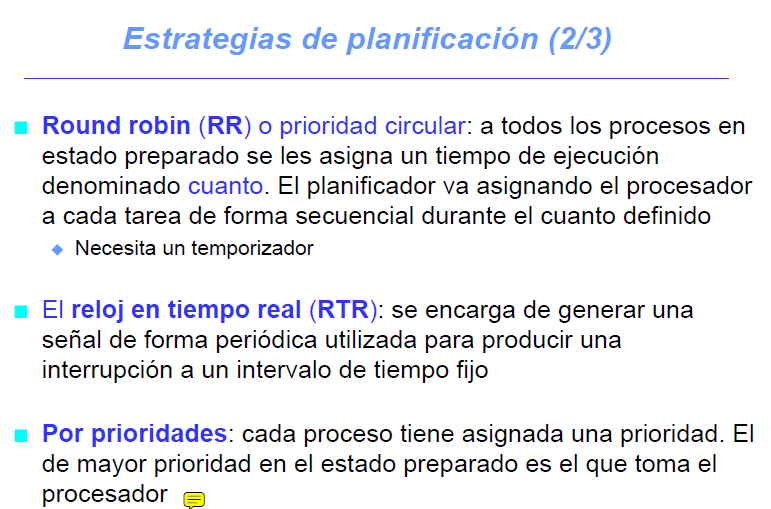 Estrategias de planificación (2/3)
Round robin (RR) o prioridad circular: a todos los procesos en
estado preparado se les asigna un tiempo de ejecución
denominado cuanto. El planificador va asignando el procesador
a cada tarea de forma secuencial durante el cuanto definido
Necesita un temporizador
El reloj en tiempo real (RTR): se encarga de generar una
señal de forma periódica utilizada para producir una
interrupción a un intervalo de tiempo fijo
Por prioridades: cada proceso tiene asignada una prioridad. El
de mayor prioridad en el estado preparado es el que toma el
procesador